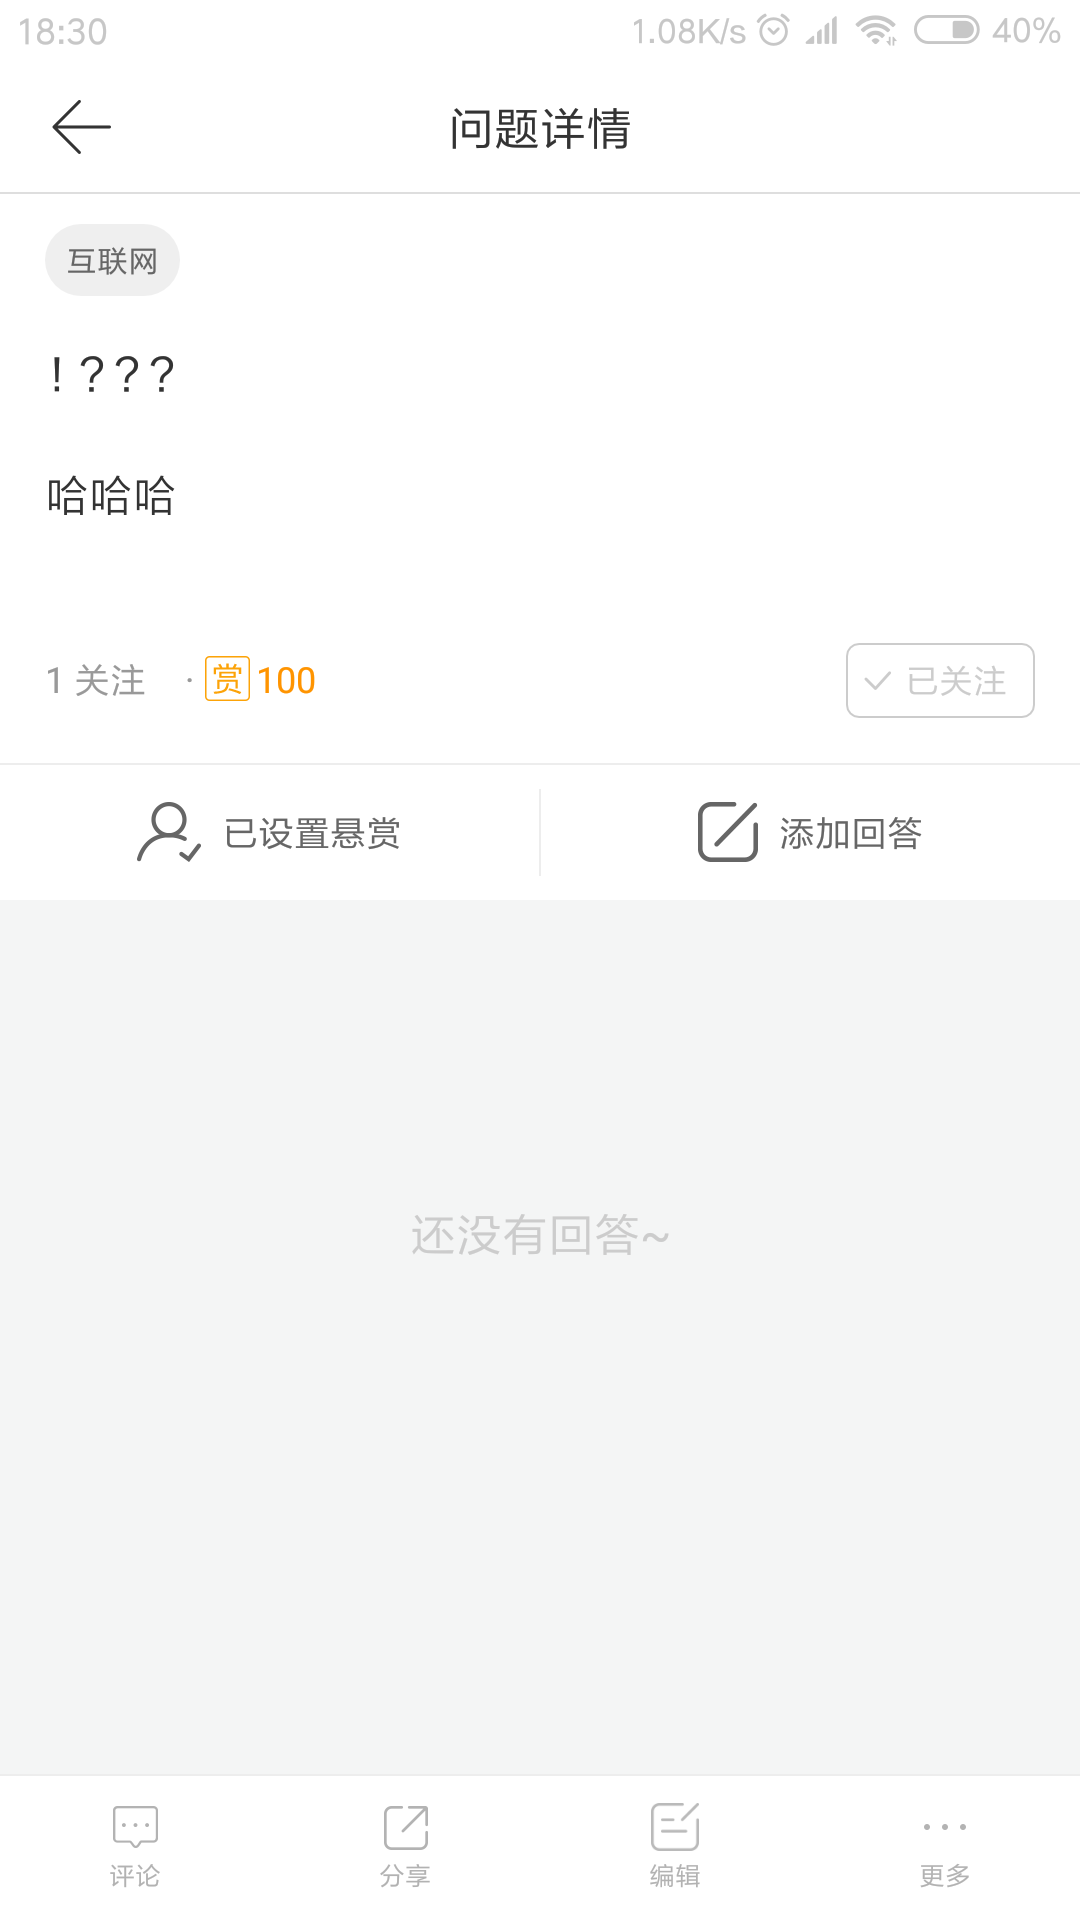 18:30 1.08K/s 40%
问题详情
互联网
!???
哈哈哈
1 关注 · 赏 100 已关注
已设置悬赏 添加回答
还没有回答~
评论 分享 编辑 更多